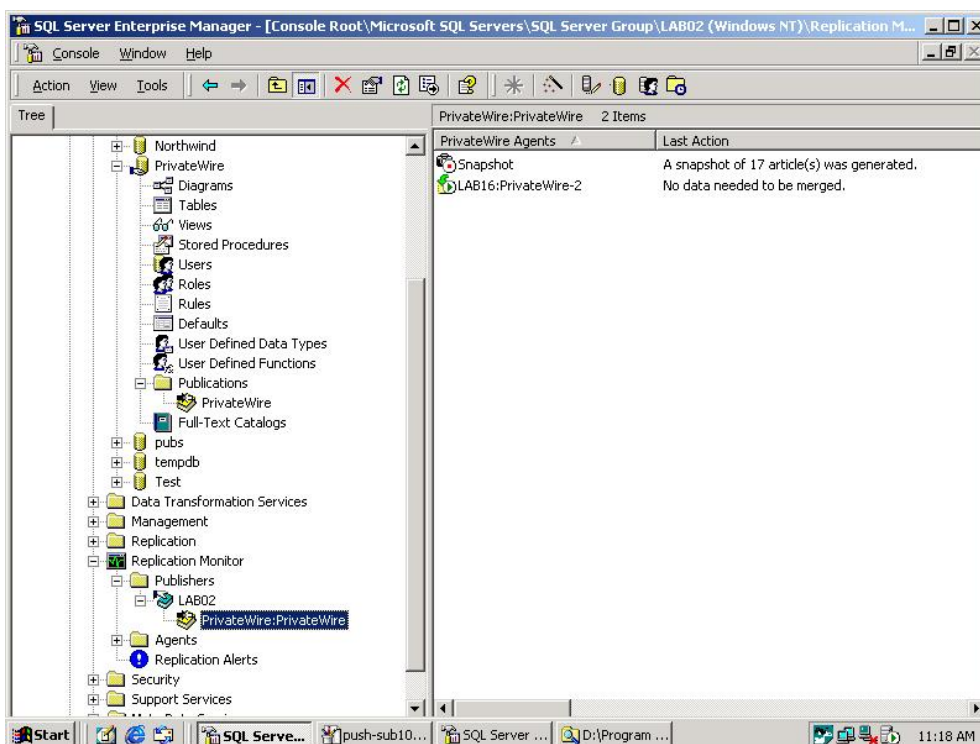 SQL Server Enterprise Manager - [Console Root\Microsoft SQL Servers\SQL Server Group\LAB02 (Windows NT)\Replication M...
Console Window Help
Action View Tools
Tree
PrivateWire:PrivateWire 2 Items
PrivateWire Agents Last Action
Snapshot A snapshot of 17 article(s) was generated.
LAB16:PrivateWire-2 No data needed to be merged.
Northwind
PrivateWire
Diagrams
Tables
Views
Stored Procedures
Users
Roles
Rules
Defaults
User Defined Data Types
User Defined Functions
Publications
PrivateWire
Full-Text Catalogs
pubs
tempdb
Test
Data Transformation Services
Management
Replication
Replication Monitor
Publishers
LAB02
PrivateWire:PrivateWire
Agents
Replication Alerts
Security
Support Services
Start SQL Serve... push-sub10... SQL Server ... D:\Program ... 11:18 AM